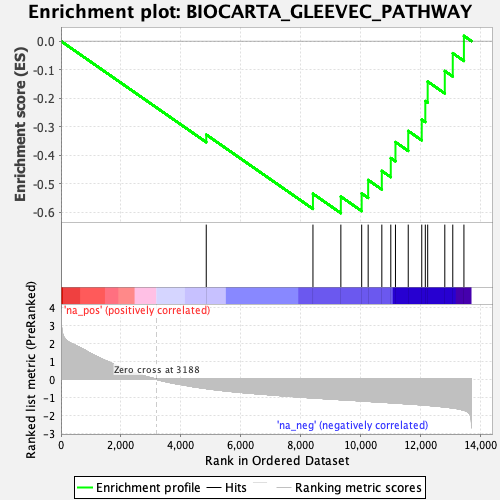 Enrichment plot: BIOCARTA_GLEEVEC_PATHWAY
Enrichment score (ES)
0.0
-0.1
-0.2
-0.3
-0.4
-0.5
-0.6
'na_pos' (positively correlated)
Ranked list metric (PreRanked)
4
3
2
1
0
-1
-2
-3
Zero cross at 3188
'na_neg' (negatively correlated)
0
2,000
4,000
6,000
8,000
10,000
12,000
14,000
Rank in Ordered Dataset
Enrichment profile
Hits
Ranking metric scores